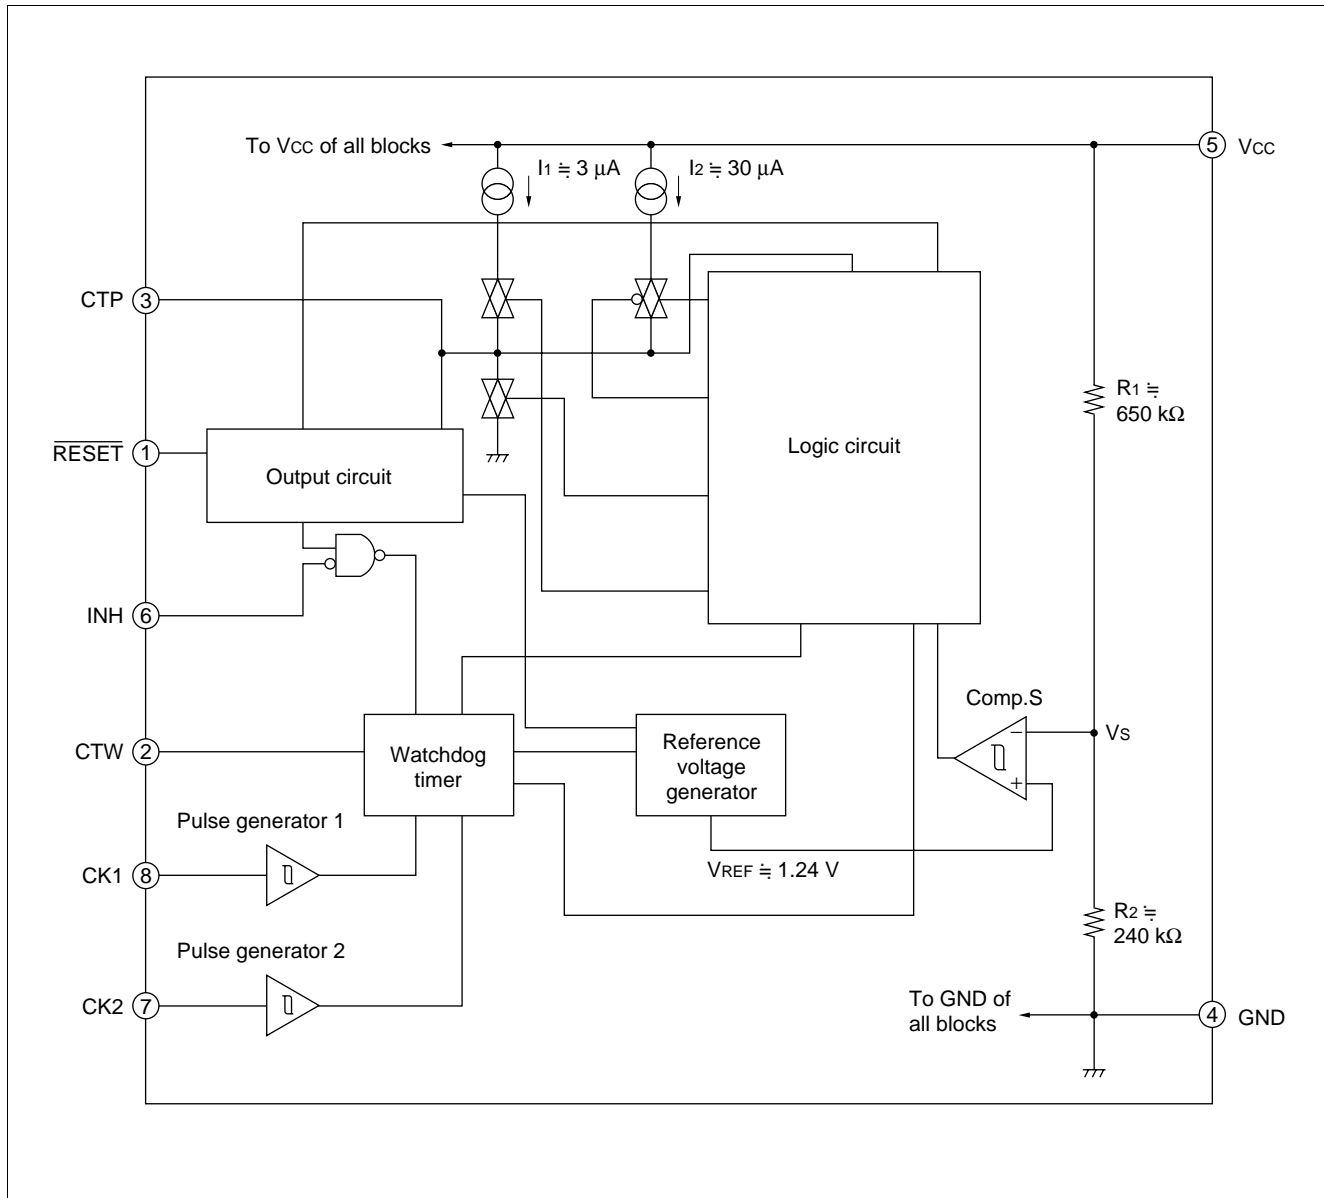 To VCC of all blocks
I1 ≒ 3 μA
I2 ≒ 30 μA
5
VCC
CTP
3
R1 ≒
650 kΩ
RESET
1
Output circuit
Logic circuit
INH
6
Comp.S
CTW
2
Watchdog
timer
Reference
voltage
generator
−
+
VS
Pulse generator 1
VREF ≒ 1.24 V
CK1
8
R2 ≒
240 kΩ
Pulse generator 2
CK2
7
To GND of
all blocks
4
GND